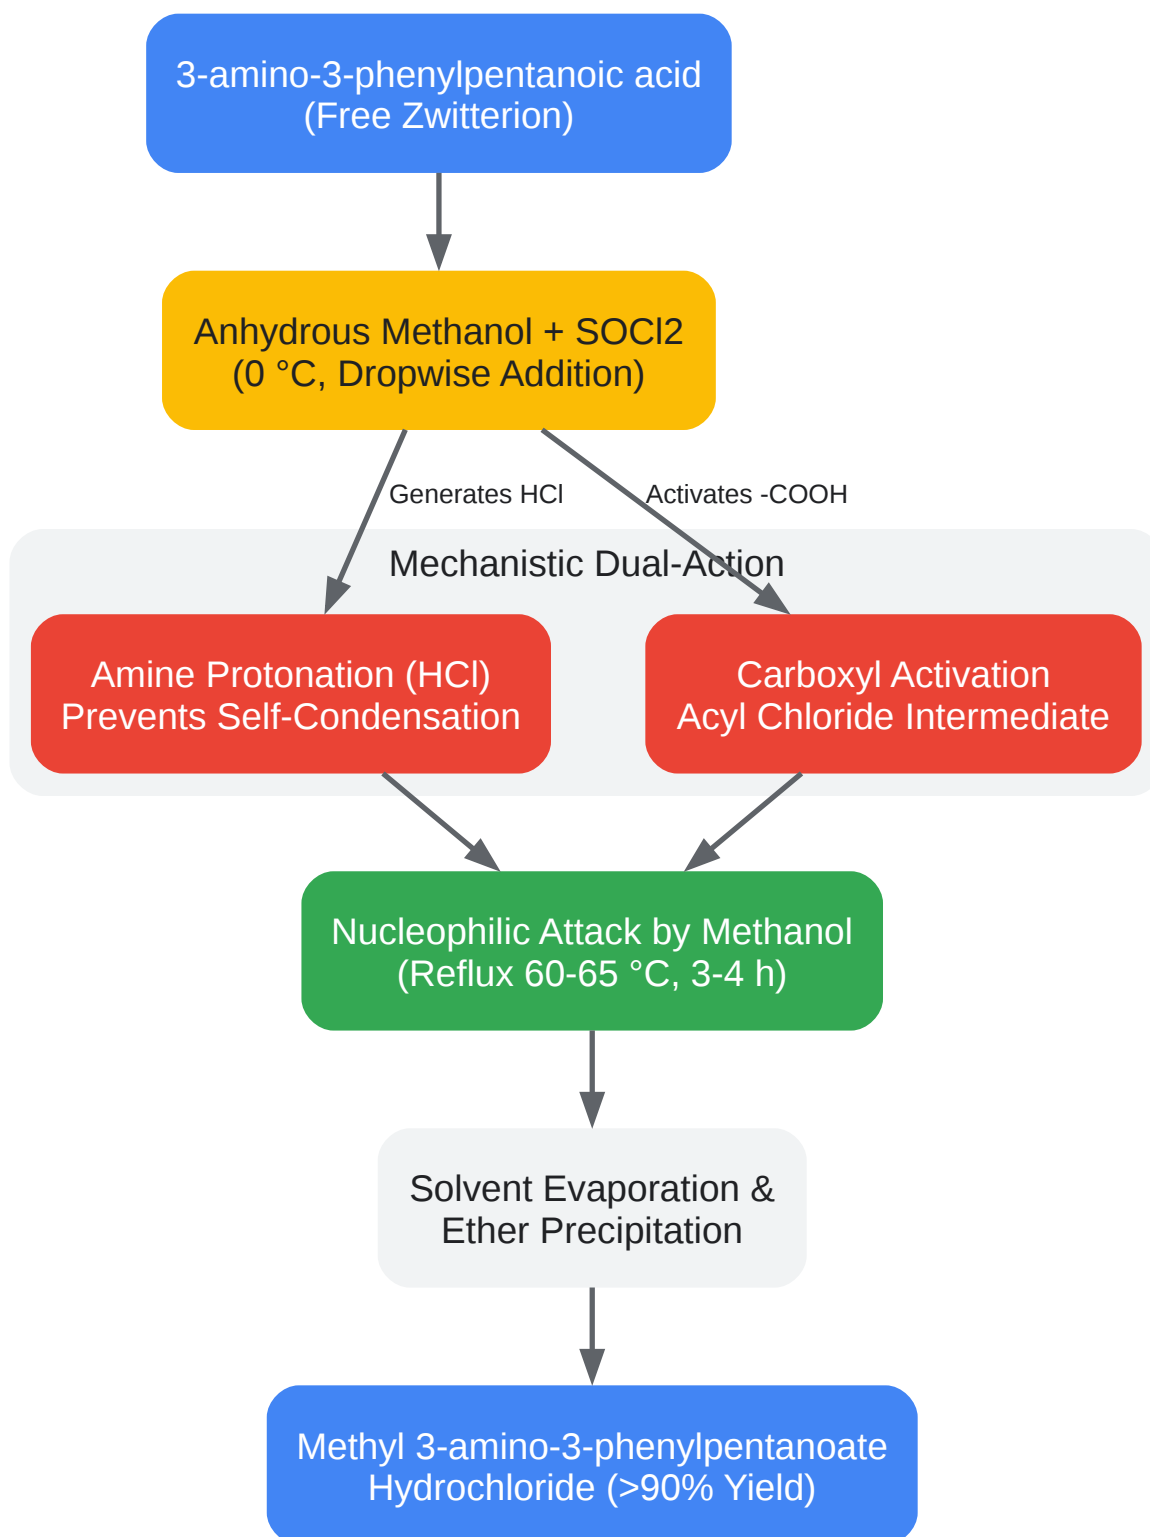 3-amino-3-phenylpentanoic acid
(Free Zwitterion)
Anhydrous Methanol + SOCl2
(0 °C, Dropwise Addition)
Generates HCl
Activates -COOH
Mechanistic Dual-Action
Amine Protonation (HCl)
Prevents Self-Condensation
Carboxyl Activation
Acyl Chloride Intermediate
Nucleophilic Attack by Methanol
(Reflux 60-65 °C, 3-4 h)
Solvent Evaporation &
Ether Precipitation
Methyl 3-amino-3-phenylpentanoate
Hydrochloride (>90% Yield)